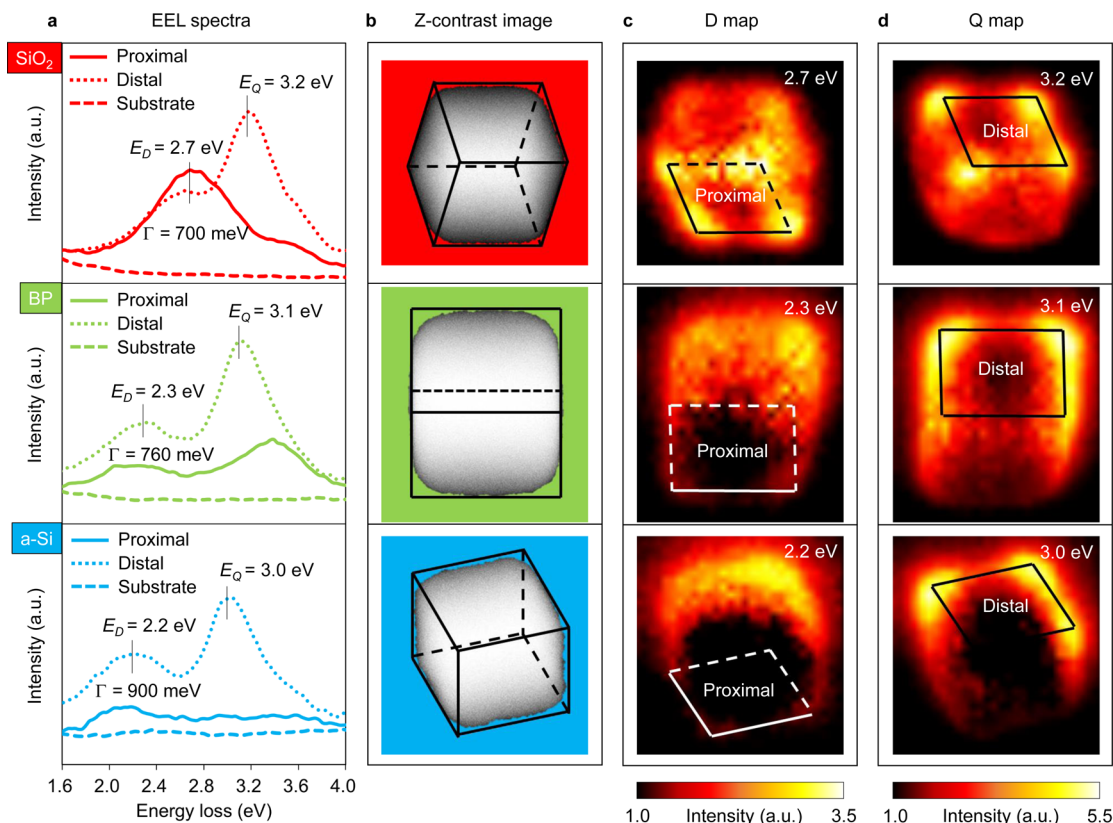 a EEL spectra
b Z-contrast image
c D map
d Q map
SiO₂
Proximal
Distal
Substrate
E_Q = 3.2 eV
E_D = 2.7 eV
Γ = 700 meV
Intensity (a.u.)
2.7 eV
Proximal
3.2 eV
Distal
BP
Proximal
Distal
Substrate
E_Q = 3.1 eV
E_D = 2.3 eV
Γ = 760 meV
Intensity (a.u.)
2.3 eV
Proximal
3.1 eV
Distal
a-Si
Proximal
Distal
Substrate
E_Q = 3.0 eV
E_D = 2.2 eV
Γ = 900 meV
Intensity (a.u.)
2.2 eV
Proximal
3.0 eV
Distal
1.6 2.0 2.4 2.8 3.2 3.6 4.0
Energy loss (eV)
1.0 Intensity (a.u.) 3.5
1.0 Intensity (a.u.) 5.5